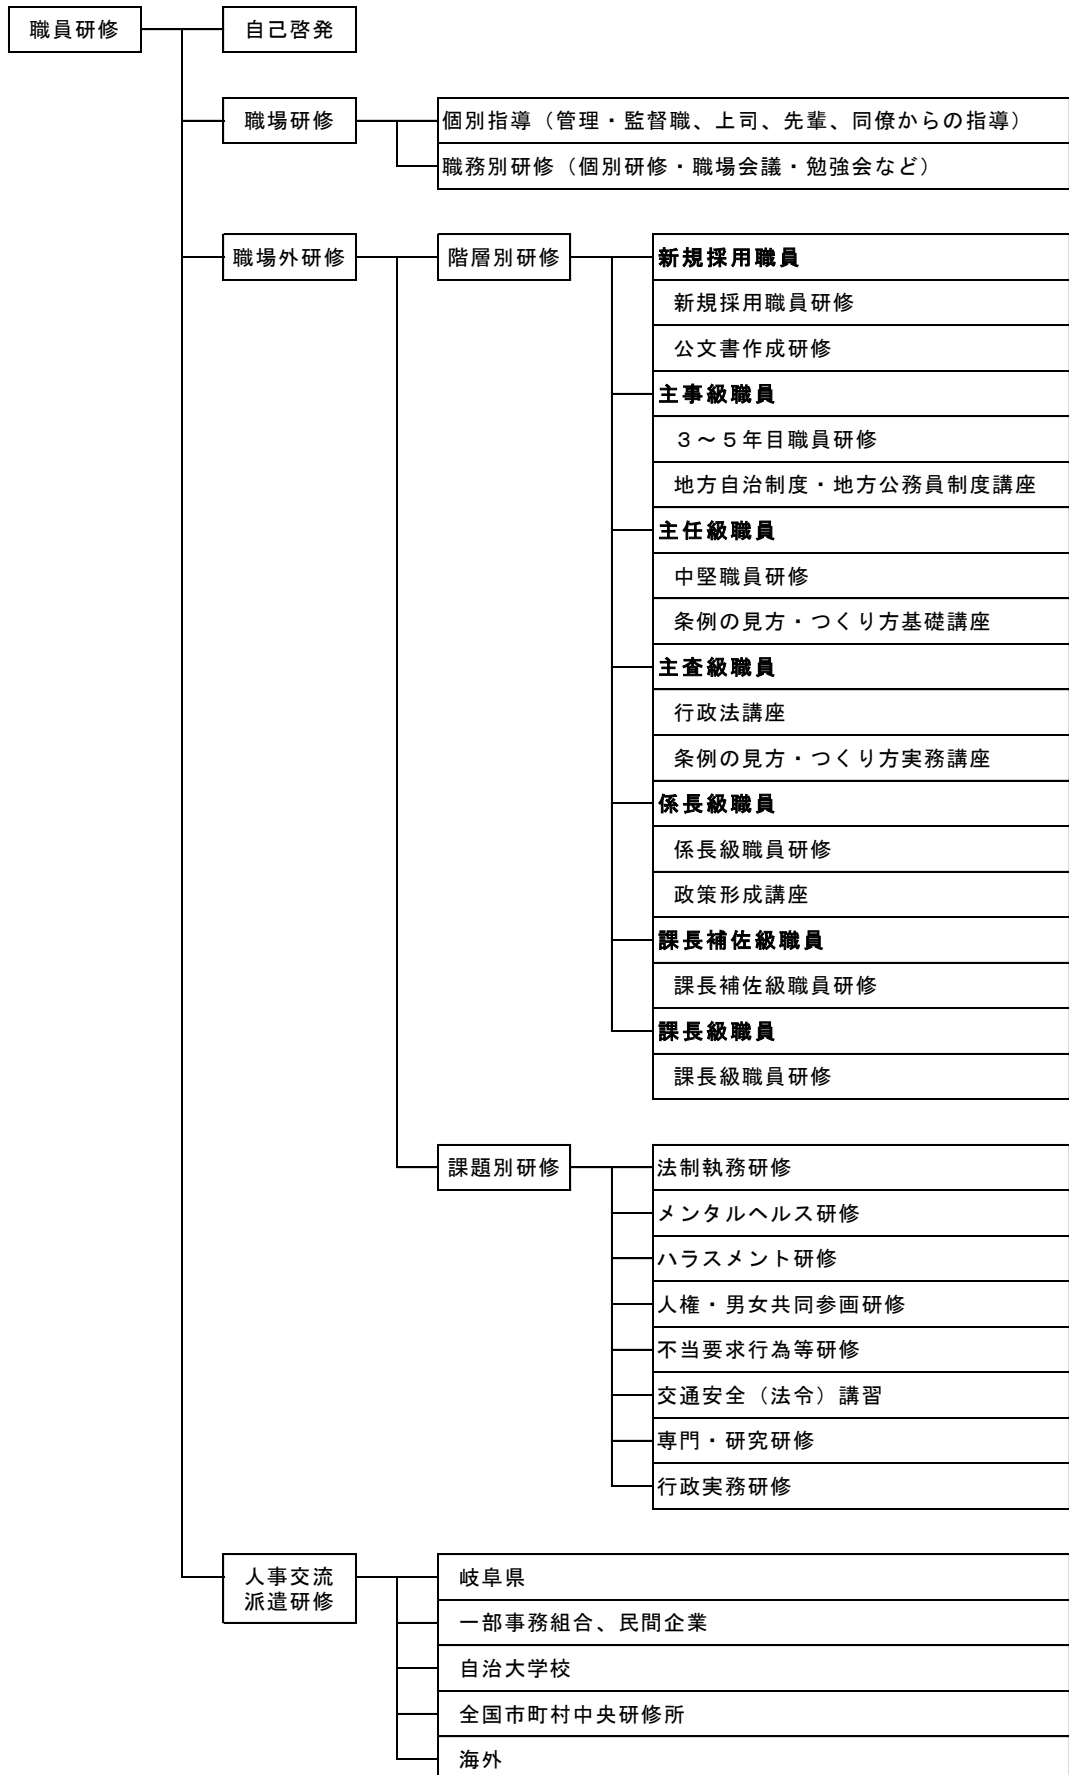 職員研修
自己啓発
職場研修
個別指導（管理・監督職、上司、先輩、同僚からの指導）
職務別研修（個別研修・職場会議・勉強会など）
職場外研修
階層別研修
新規採用職員
新規採用職員研修
公文書作成研修
主事級職員
３～５年目職員研修
地方自治制度・地方公務員制度講座
主任級職員
中堅職員研修
条例の見方・つくり方基礎講座
主査級職員
行政法講座
条例の見方・つくり方実務講座
係長級職員
係長級職員研修
政策形成講座
課長補佐級職員
課長補佐級職員研修
課長級職員
課長級職員研修
課題別研修
法制執務研修
メンタルヘルス研修
ハラスメント研修
人権・男女共同参画研修
不当要求行為等研修
交通安全（法令）講習
専門・研究研修
行政実務研修
人事交流
派遣研修
岐阜県
一部事務組合、民間企業
自治大学校
全国市町村中央研修所
海外